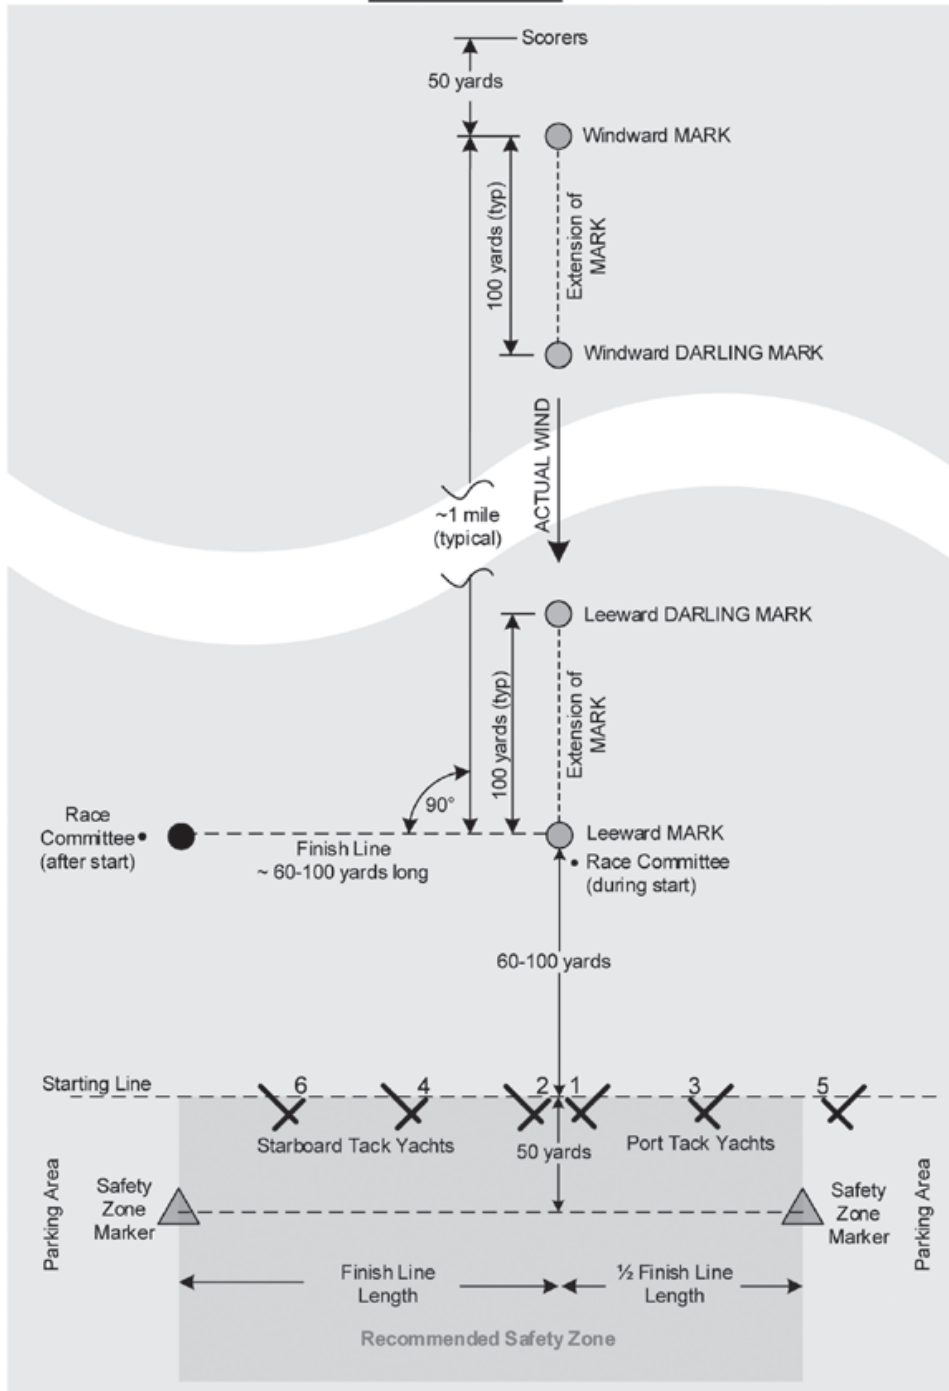 Scorers
50 yards
Windward MARK
100 yards (typ)
Extension of
MARK
Windward DARLING MARK
ACTUAL WIND
~1 mile
(typical)
Leeward DARLING MARK
100 yards (typ)
Extension of
MARK
90°
Race
Committee•
(after start)
Finish Line
~ 60-100 yards long
Leeward MARK
• Race Committee
(during start)
60-100 yards
Starting Line
6 4 2 1 3 5
Starboard Tack Yachts
Port Tack Yachts
50 yards
Parking Area
Safety
Zone
Marker
Safety
Zone
Marker
Parking Area
Finish Line
Length
½ Finish Line
Length
Recommended Safety Zone